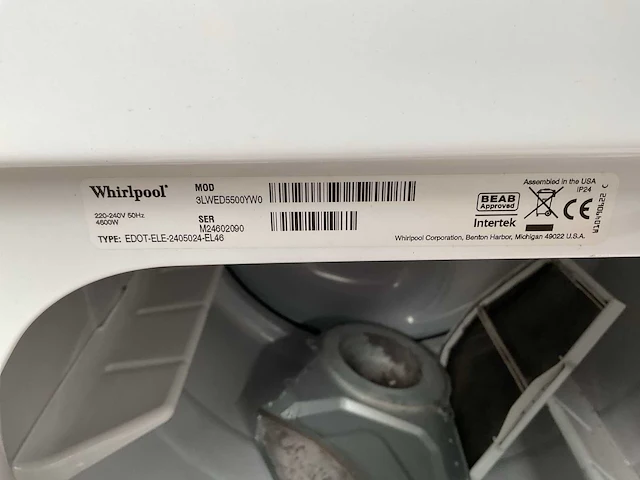 Whirlpool
MOD
3LWED5500YW0
220-240V 50Hz
4600W
SER
M24602090
TYPE: EDOT-ELE-2405024-EL46
Assembled in the USA
IP24
BEAB
Approved
Intertek
CE
Whirlpool Corporation, Benton Harbor, Michigan 49022 U.S.A.